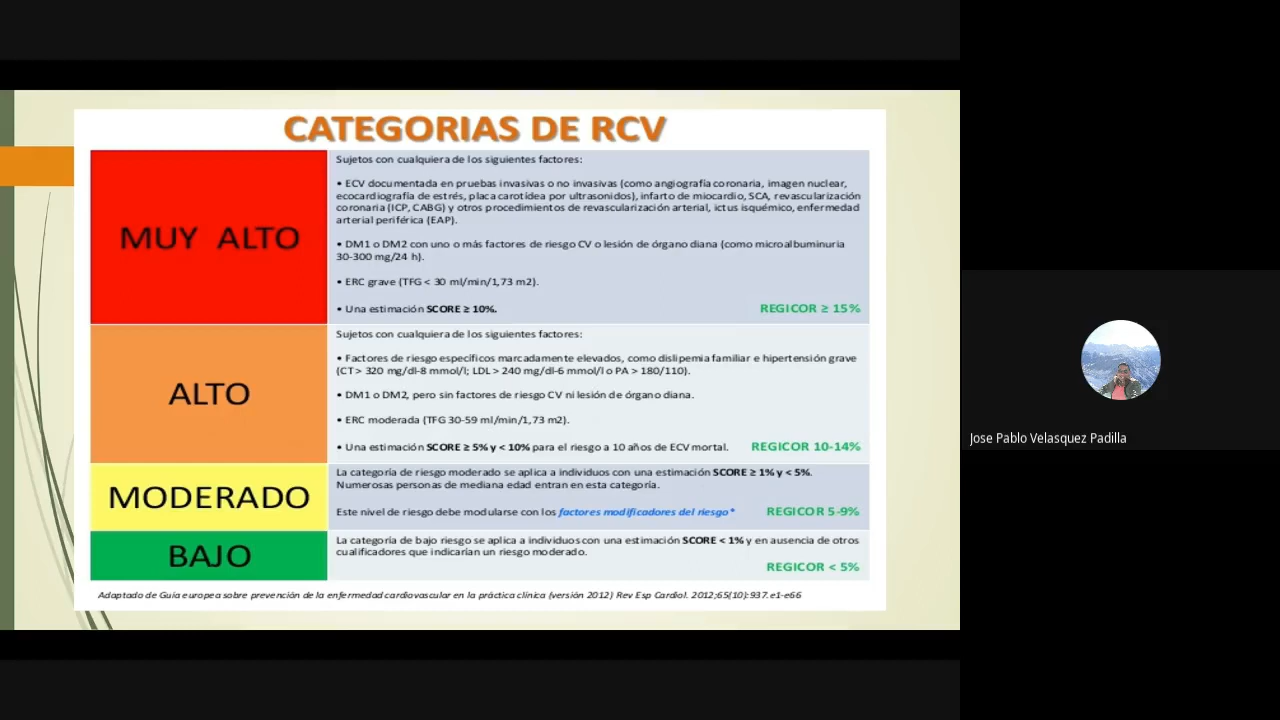 CATEGORIAS DE RCV
MUY ALTO
Sujetos con cualquiera de los siguientes factores:
• ECV documentada en pruebas invasivas o no invasivas (como angiografía coronaria, imagen nuclear,
ecocardiografía de estrés, placa carotídea por ultrasonidos), infarto de miocardio, SCA, revascularización
coronaria (ICP, CABG) y otros procedimientos de revascularización arterial, ictus isquémico, enfermedad
arterial periférica (EAP).
• DM1 o DM2 con uno o más factores de riesgo CV o lesión de órgano diana (como microalbuminuria
30-300 mg/24 h).
• ERC grave (TFG < 30 ml/min/1,73 m2).
• Una estimación SCORE ≥ 10%. REGICOR ≥ 15%
ALTO
Sujetos con cualquiera de los siguientes factores:
• Factores de riesgo específicos marcadamente elevados, como dislipemia familiar e hipertensión grave
(CT > 320 mg/dl-8 mmol/l; LDL > 240 mg/dl-6 mmol/l o PA > 180/110).
• DM1 o DM2, pero sin factores de riesgo CV ni lesión de órgano diana.
• ERC moderada (TFG 30-59 ml/min/1,73 m2).
• Una estimación SCORE ≥ 5% y < 10% para el riesgo a 10 años de ECV mortal. REGICOR 10-14%
MODERADO
La categoría de riesgo moderado se aplica a individuos con una estimación SCORE ≥ 1% y < 5%.
Numerosas personas de mediana edad entran en esta categoría.
Este nivel de riesgo debe modularse con los factores modificadores del riesgo* REGICOR 5-9%
BAJO
La categoría de bajo riesgo se aplica a individuos con una estimación SCORE < 1% y en ausencia de otros
cualificadores que indicarían un riesgo moderado.
REGICOR < 5%
Adaptado de Guía europea sobre prevención de la enfermedad cardiovascular en la práctica clínica (versión 2012) Rev Esp Cardiol. 2012;65(10):937.e1-e66
Jose Pablo Velasquez Padilla